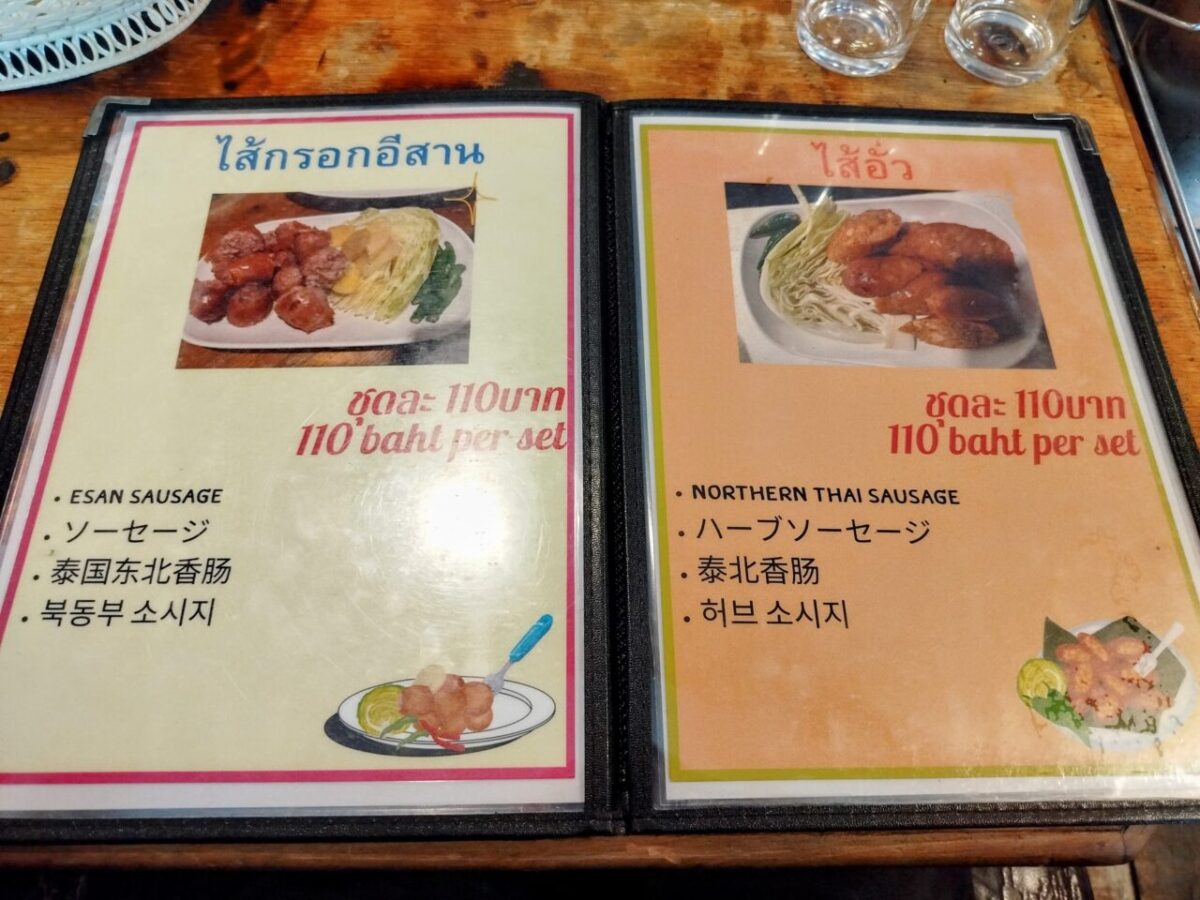 ไส้กรอกอีสาน
ชุดละ 110บาท
110 baht per set
• ESAN SAUSAGE
• ソーセージ
• 泰国东北香肠
• 북동부 소시지
ไส้อั่ว
ชุดละ 110บาท
110 baht per set
• NORTHERN THAI SAUSAGE
• ハーブソーセージ
• 泰北香肠
• 허브 소시지